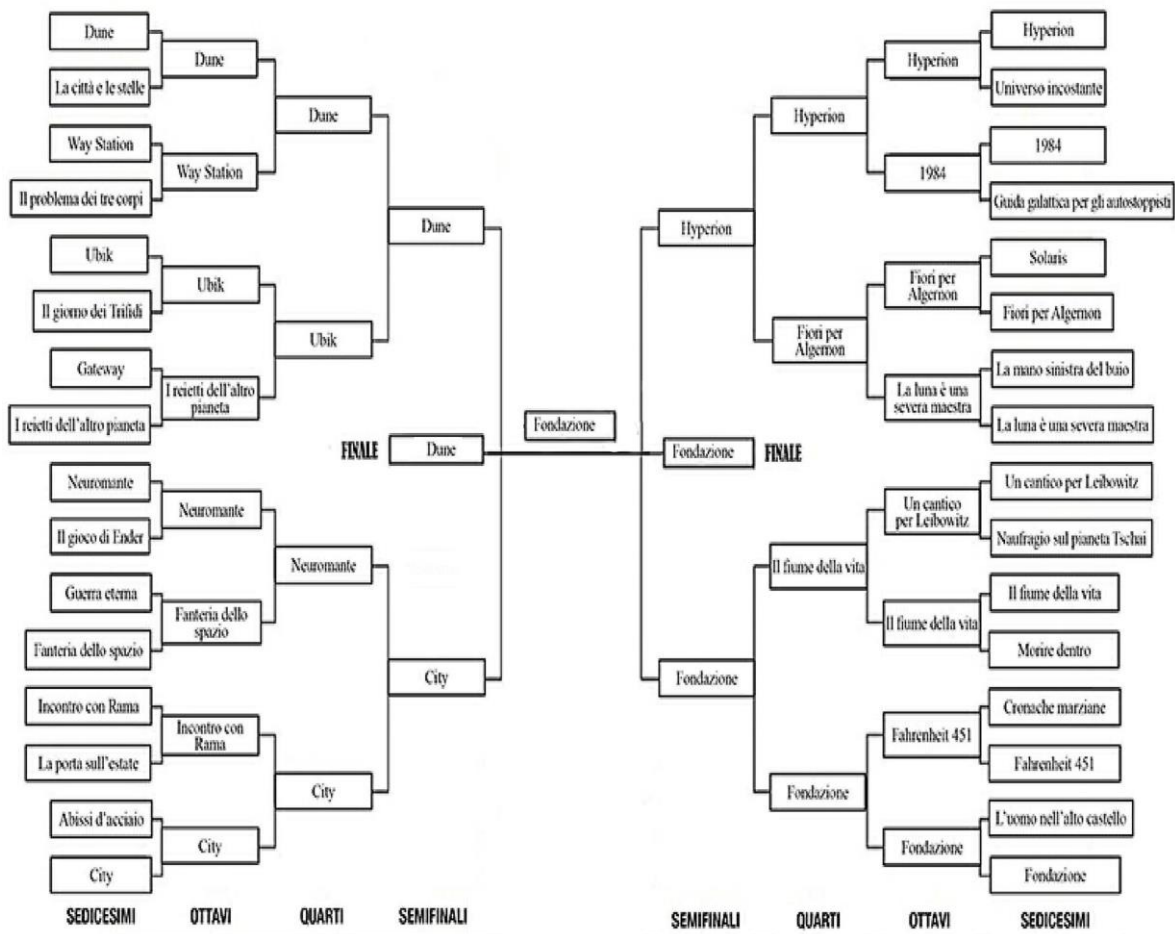 Dune
La città e le stelle
Way Station
Il problema dei tre corpi
Ubik
Il giorno dei Trifidi
Gateway
I reietti dell'altro pianeta
Neuromante
Il gioco di Ender
Guerra eterna
Fanteria dello spazio
Incontro con Rama
La porta sull'estate
Abissi d'acciaio
City
SEDICESIMI
Dune
Way Station
Ubik
I reietti dell'altro
pianeta
Neuromante
Fanteria dello
spazio
Incontro con
Rama
City
OTTAVI
Dune
Ubik
Neuromante
City
QUARTI
Dune
FINALE
Dune
City
SEMIFINALI
Fondazione
Hyperion
Fondazione
FINALE
Fondazione
SEMIFINALI
Hyperion
Fiori per
Algernon
Il fiume della vita
Fondazione
QUARTI
Hyperion
1984
Fiori per
Algernon
La luna è una
severa maestra
Un cantico
per Leibowitz
Il fiume della vita
Fahrenheit 451
Fondazione
OTTAVI
Hyperion
Universo incostante
1984
Guida galattica per gli autostoppisti
Solaris
Fiori per Algernon
La mano sinistra del buio
La luna è una severa maestra
Un cantico per Leibowitz
Naufragio sul pianeta Tschai
Il fiume della vita
Morire dentro
Cronache marziane
Fahrenheit 451
L'uomo nell'alto castello
Fondazione
SEDICESIMI